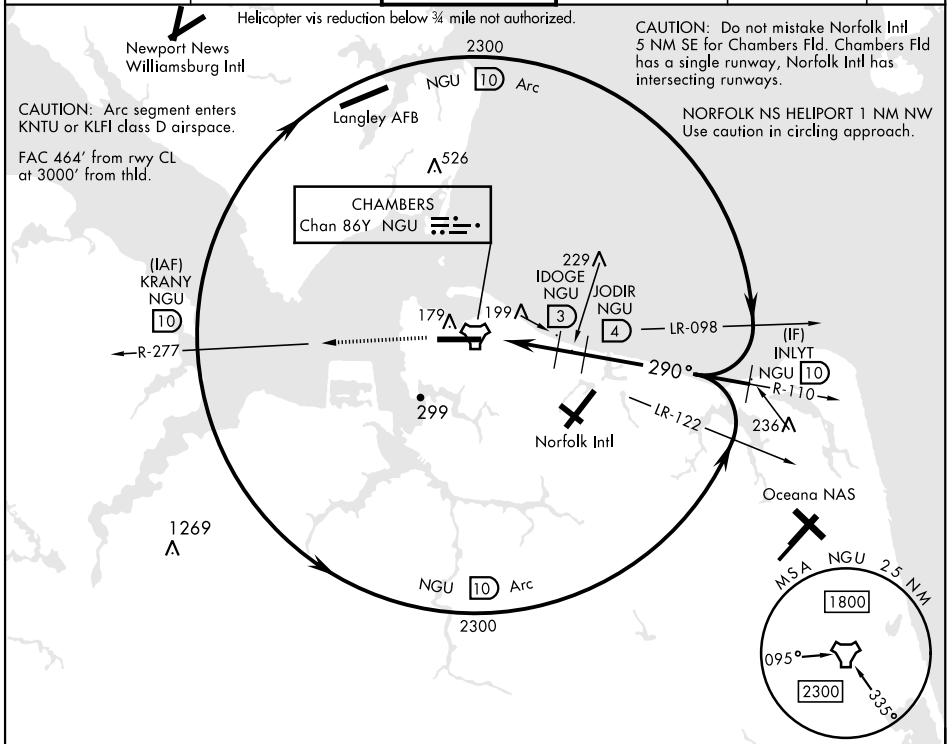 Helicopter vis reduction below ¾ mile not authorized.
Newport News
Williamsburg Intl
2300
NGU 10 Arc
CAUTION: Do not mistake Norfolk Intl
5 NM SE for Chambers Fld. Chambers Fld
has a single runway, Norfolk Intl has
intersecting runways.
CAUTION: Arc segment enters
KNTU or KLFI class D airspace.
Langley AFB
NORFOLK NS HELIPORT 1 NM NW
Use caution in circling approach.
FAC 464' from rwy CL
at 3000' from thld.
526
CHAMBERS
Chan 86Y NGU
(IAF)
KRANY
NGU
10
R-277
179
199
229
IDOGE
NGU
3
JODIR
NGU
4
LR-098
(IF)
INLYT
NGU 10
290°
R-110
LR-122
236
299
Norfolk Intl
Oceana NAS
1269
NGU 10 Arc
2300
MSA NGU 25 NM
1800
095°
2300
335°